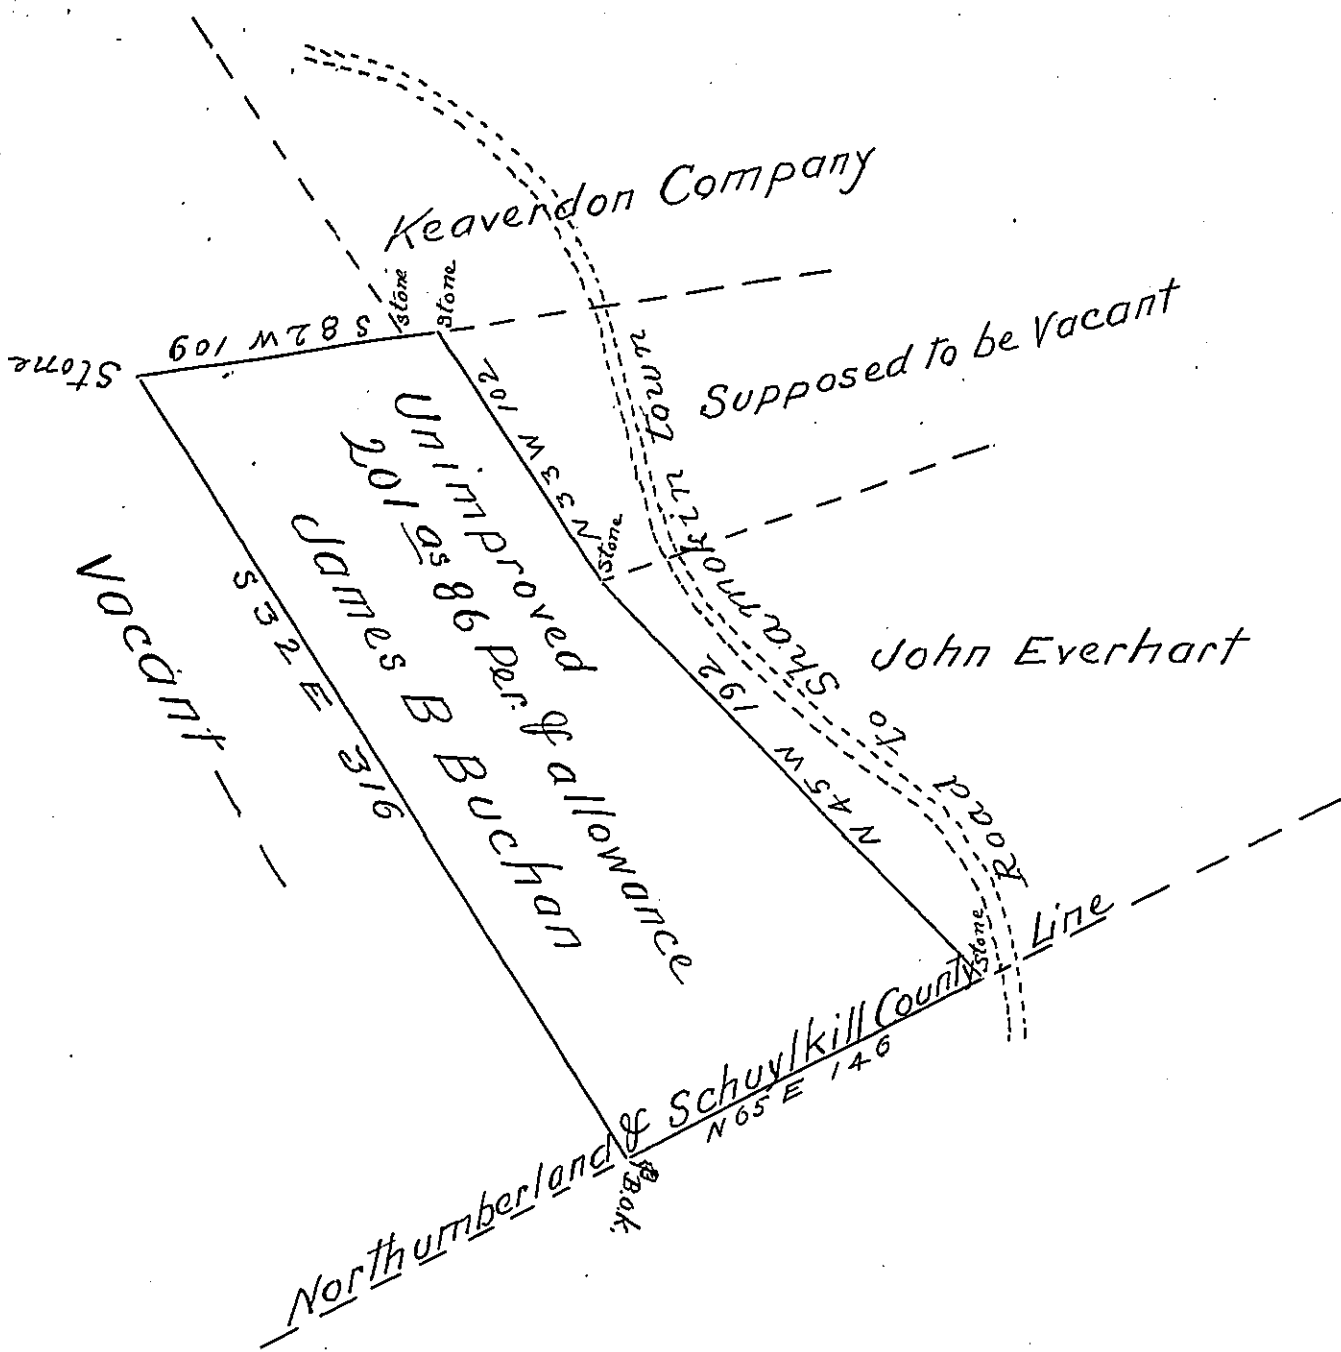 Keaverdon Company
Stone
Stone
Stone
S 82 W 109
N 53 W 102
Supposed to be Vacant
Road to Shamokin Town
Stone
Unimproved
201 as 86 Per. & allowance
James B Buchan
Vacant
S 32 E 316
John Everhart
N 45 W 192
Stone
Northumberland & Schuylkill County Line
N 65 E 146
B.Oak.